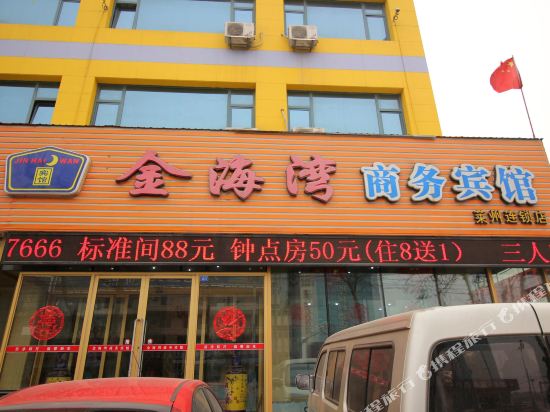 JIN HAI WAN
宾馆
金海湾 商务宾馆
莱州连锁店
7666 标准间88元 钟点房50元(住8送1) 三人
携程旅行